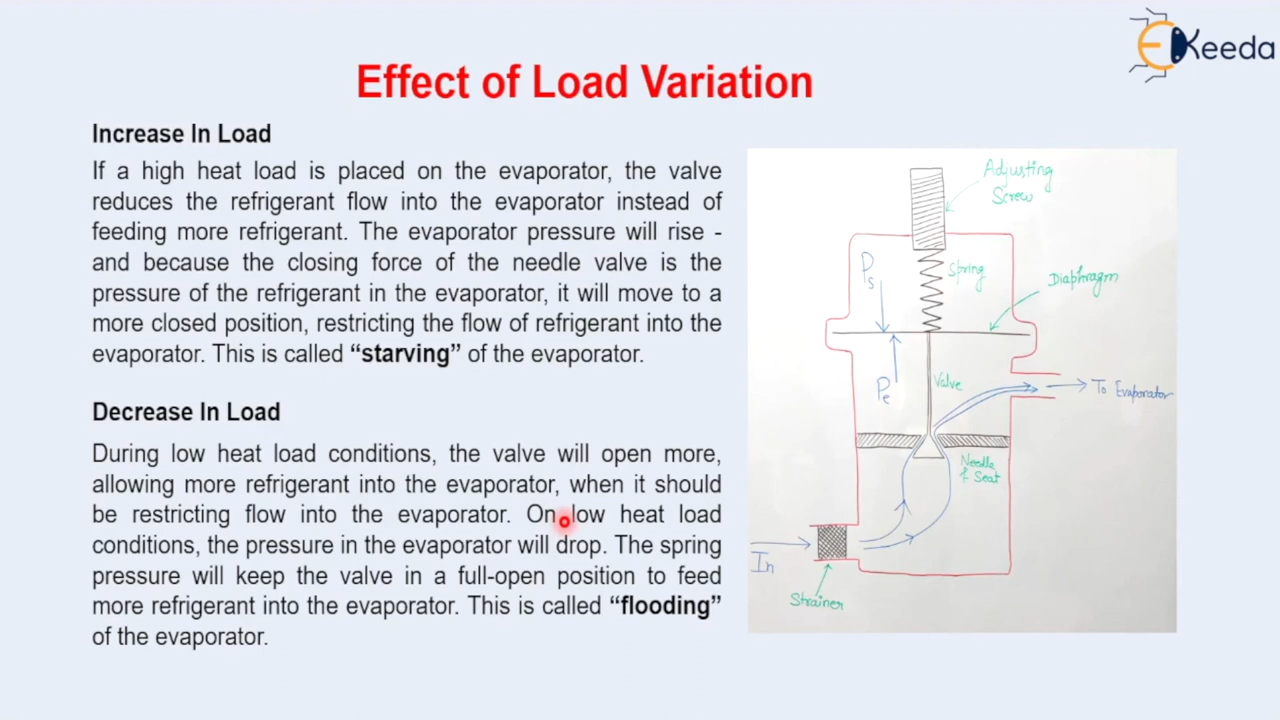 EKeeda
Effect of Load Variation
Increase In Load
If a high heat load is placed on the evaporator, the valve
reduces the refrigerant flow into the evaporator instead of
feeding more refrigerant. The evaporator pressure will rise -
and because the closing force of the needle valve is the
pressure of the refrigerant in the evaporator, it will move to a
more closed position, restricting the flow of refrigerant into the
evaporator. This is called “starving” of the evaporator.
Decrease In Load
During low heat load conditions, the valve will open more,
allowing more refrigerant into the evaporator, when it should
be restricting flow into the evaporator. On low heat load
conditions, the pressure in the evaporator will drop. The spring
pressure will keep the valve in a full-open position to feed
more refrigerant into the evaporator. This is called “flooding”
of the evaporator.
Adjusting
Screw
Ps
Spring
Diaphragm
Pe
Valve
To Evaporator
Needle
& Seat
In
Strainer